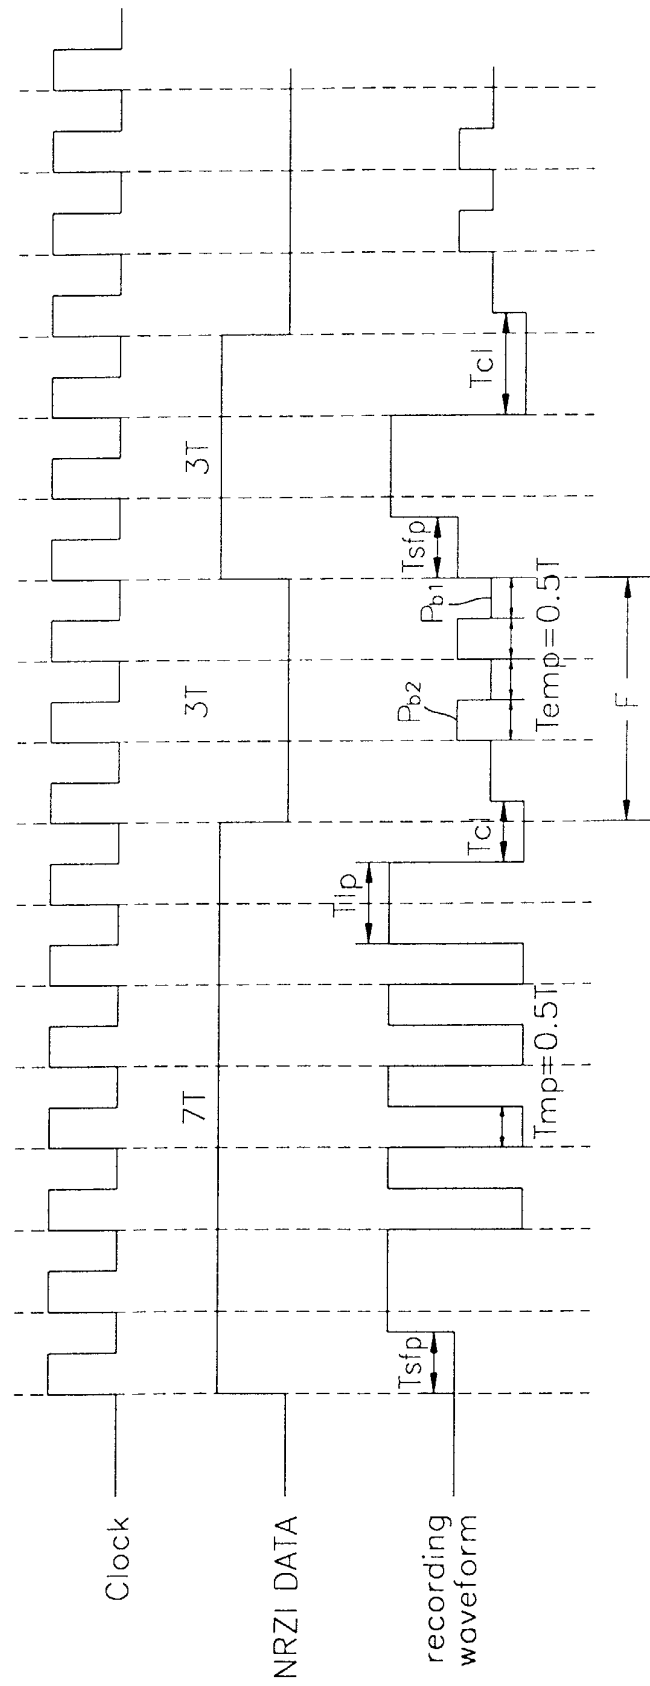 Clock
NRZI DATA
7T
3T
3T
recording
waveform
Tsfp
Tmp=0.5T
Tlp
Tcl
Pb2
Pb1
Temp=0.5T
F
Tsfp
Tcl